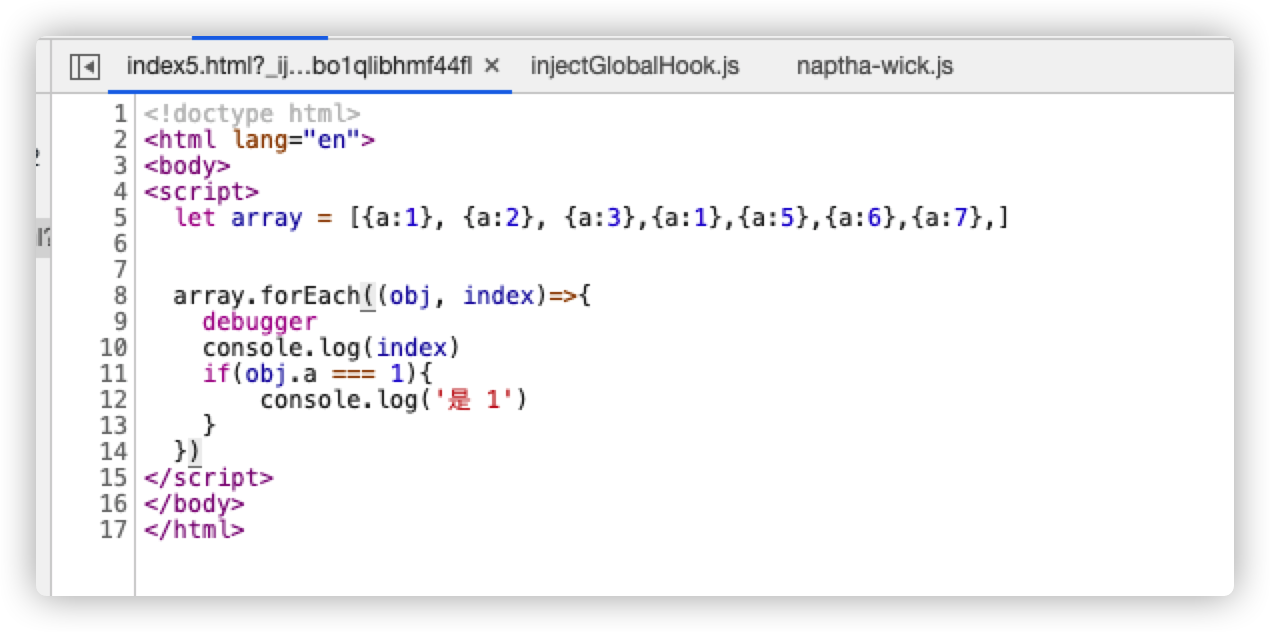 index5.html?_ij...bo1qlibhmf44fl × injectGlobalHook.js naptha-wick.js
1 <!doctype html>
2 <html lang="en">
3 <body>
4 <script>
5   let array = [{a:1}, {a:2}, {a:3},{a:1},{a:5},{a:6},{a:7},]
6
7
8   array.forEach((obj, index)=>{
9     debugger
10     console.log(index)
11     if(obj.a === 1){
12         console.log('是 1')
13     }
14   })
15 </script>
16 </body>
17 </html>